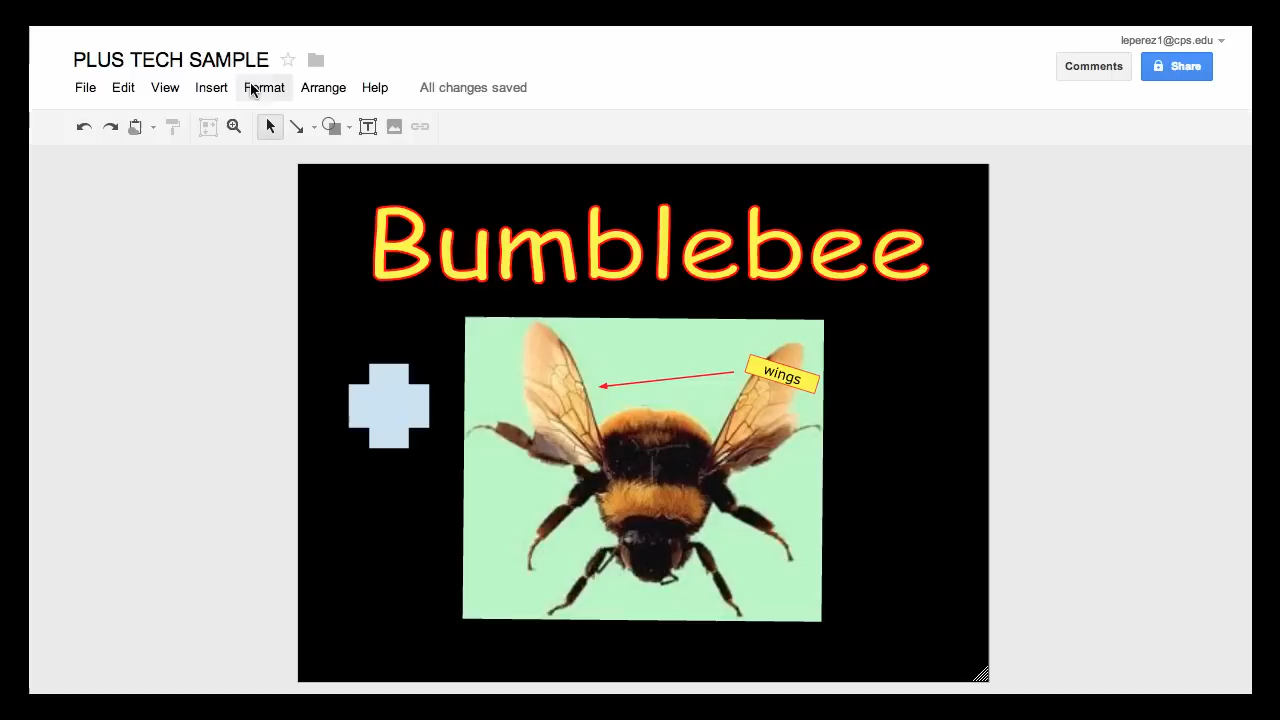 leperez1@cps.edu
PLUS TECH SAMPLE
Comments
Share
File Edit View Insert Format Arrange Help All changes saved
Bumblebee
wings